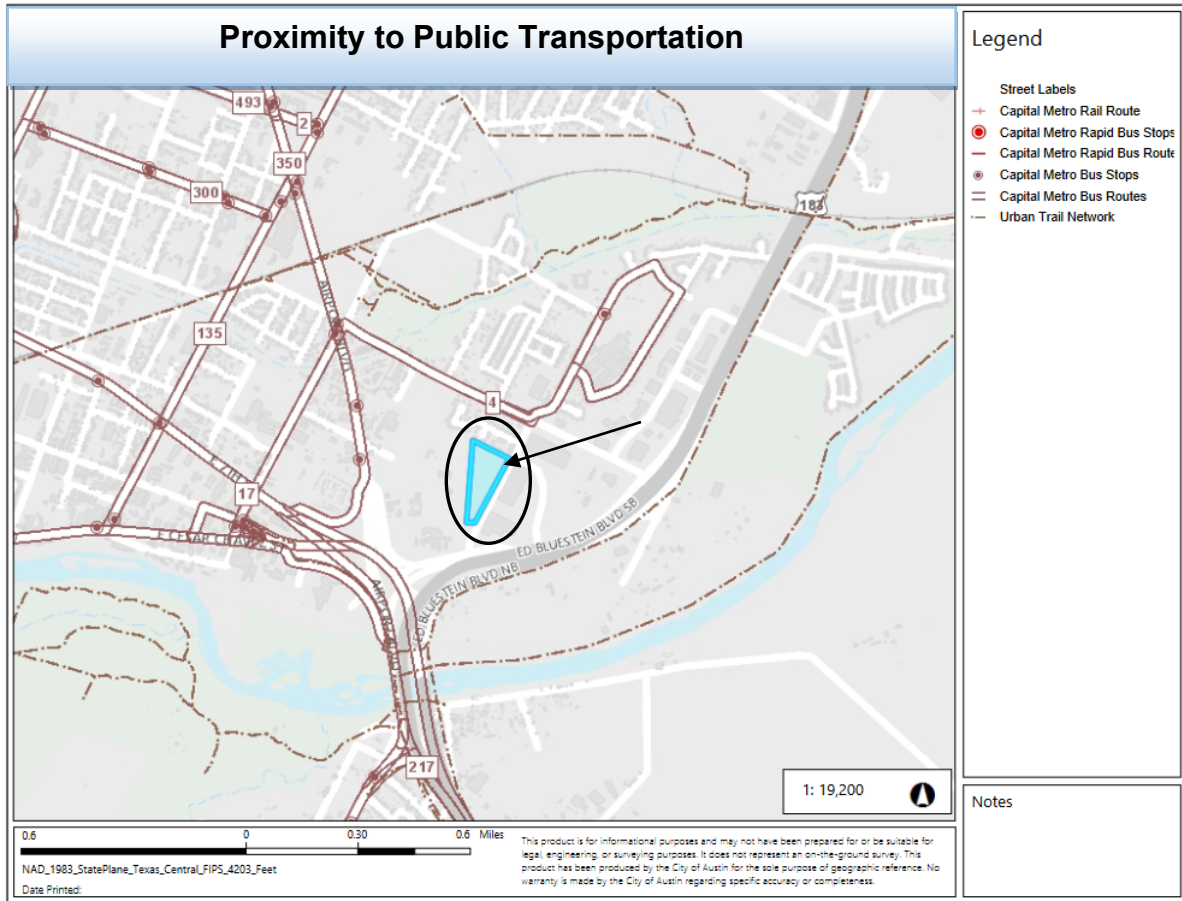 Proximity to Public Transportation
Legend
Street Labels
Capital Metro Rail Route
Capital Metro Rapid Bus Stops
Capital Metro Rapid Bus Route
Capital Metro Bus Stops
Capital Metro Bus Routes
Urban Trail Network
493
2
350
300
183
AIRPORT BLVD
135
4
E 7TH
17
E CESAR CHAVEZ ST
ED BLUESTEIN BLVD SB
ED BLUESTEIN BLVD NB
AIRPORT BLVD
217
1: 19,200
Notes
0.6 0 0.30 0.6 Miles
NAD_1983_StatePlane_Texas_Central_FIPS_4203_Feet
Date Printed:
This product is for informational purposes and may not have been prepared for or be suitable for
legal, engineering, or surveying purposes. It does not represent an on-the-ground survey. This
product has been produced by the City of Austin for the sole purpose of geographic reference. No
warranty is made by the City of Austin regarding specific accuracy or completeness.